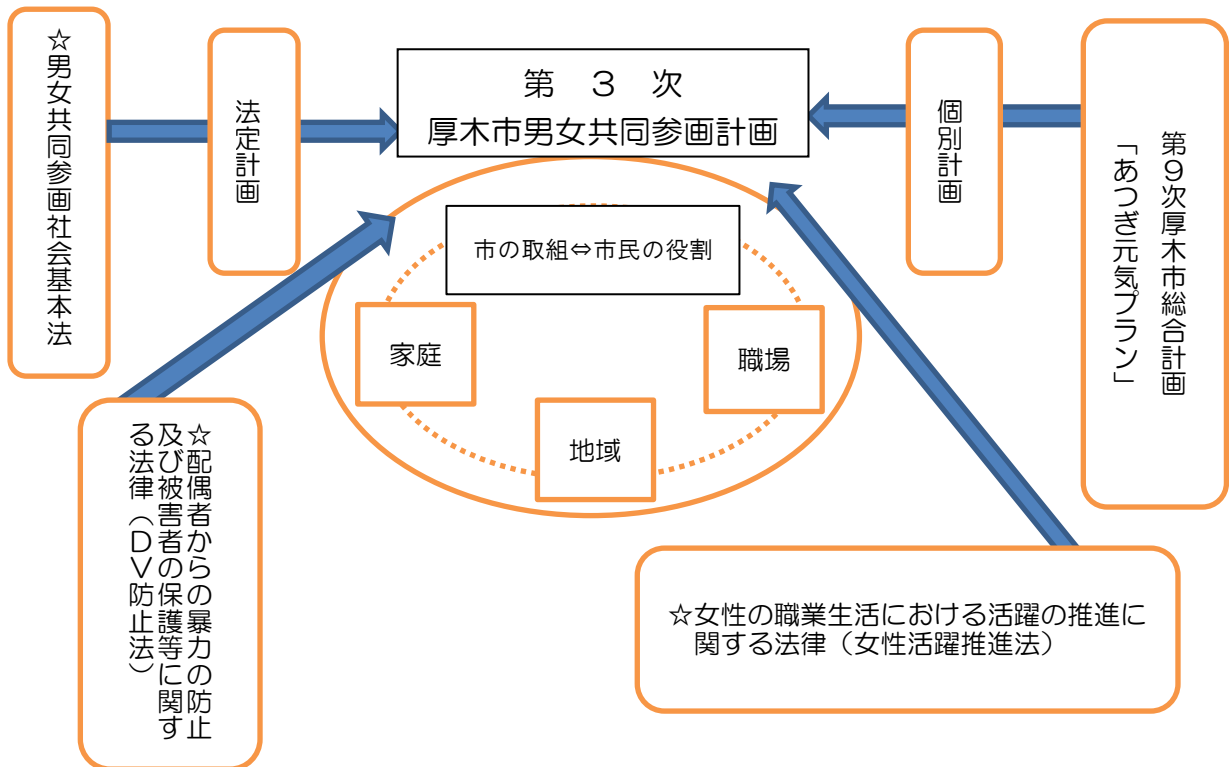 ☆男女共同参画社会基本法
法定計画
第　３　次
厚木市男女共同参画計画
個別計画
第９次厚木市総合計画
「あつぎ元気プラン」
市の取組⇔市民の役割
家庭
職場
地域
☆配偶者からの暴力の防止
及び被害者の保護等に関す
る法律（ＤＶ防止法）
☆女性の職業生活における活躍の推進に
関する法律（女性活躍推進法）